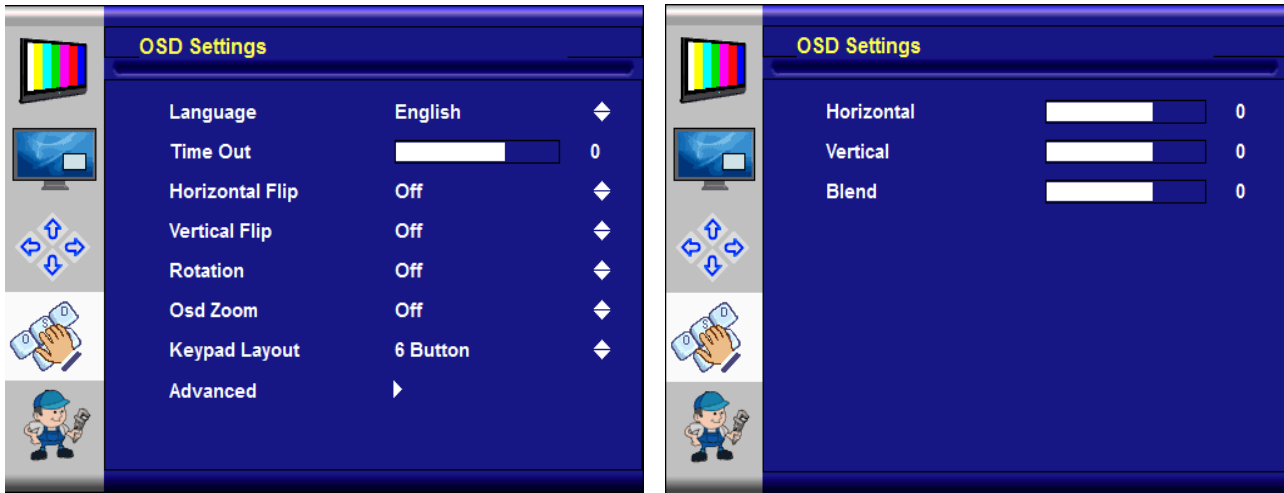 OSD Settings
Language English
Time Out 0
Horizontal Flip Off
Vertical Flip Off
Rotation Off
Osd Zoom Off
Keypad Layout 6 Button
Advanced
O S D
OSD Settings
Horizontal 0
Vertical 0
Blend 0
O S D